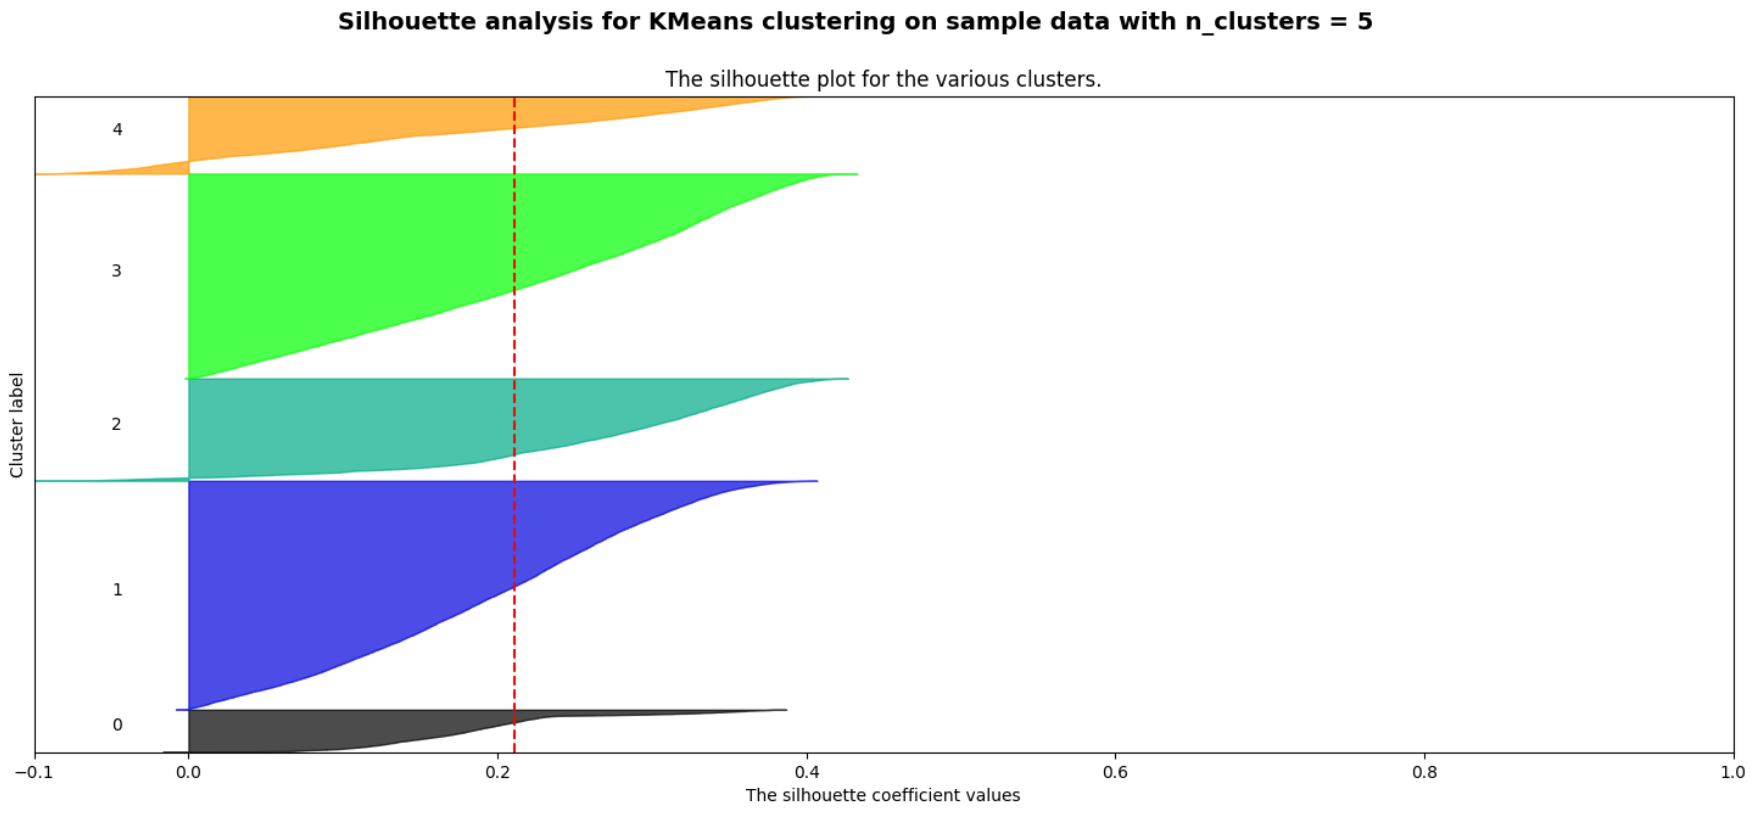 Silhouette analysis for KMeans clustering on sample data with n_clusters = 5
The silhouette plot for the various clusters.
4
3
2
1
0
Cluster label
−0.1 0.0 0.2 0.4 0.6 0.8 1.0
The silhouette coefficient values